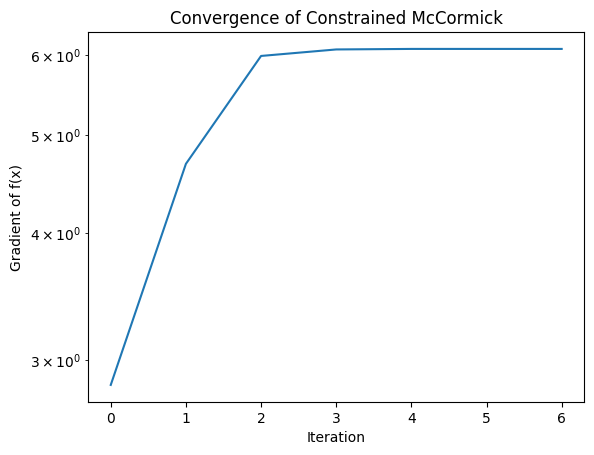 Convergence of Constrained McCormick
Gradient of f(x)
6 × 10⁰
5 × 10⁰
4 × 10⁰
3 × 10⁰
0 1 2 3 4 5 6
Iteration